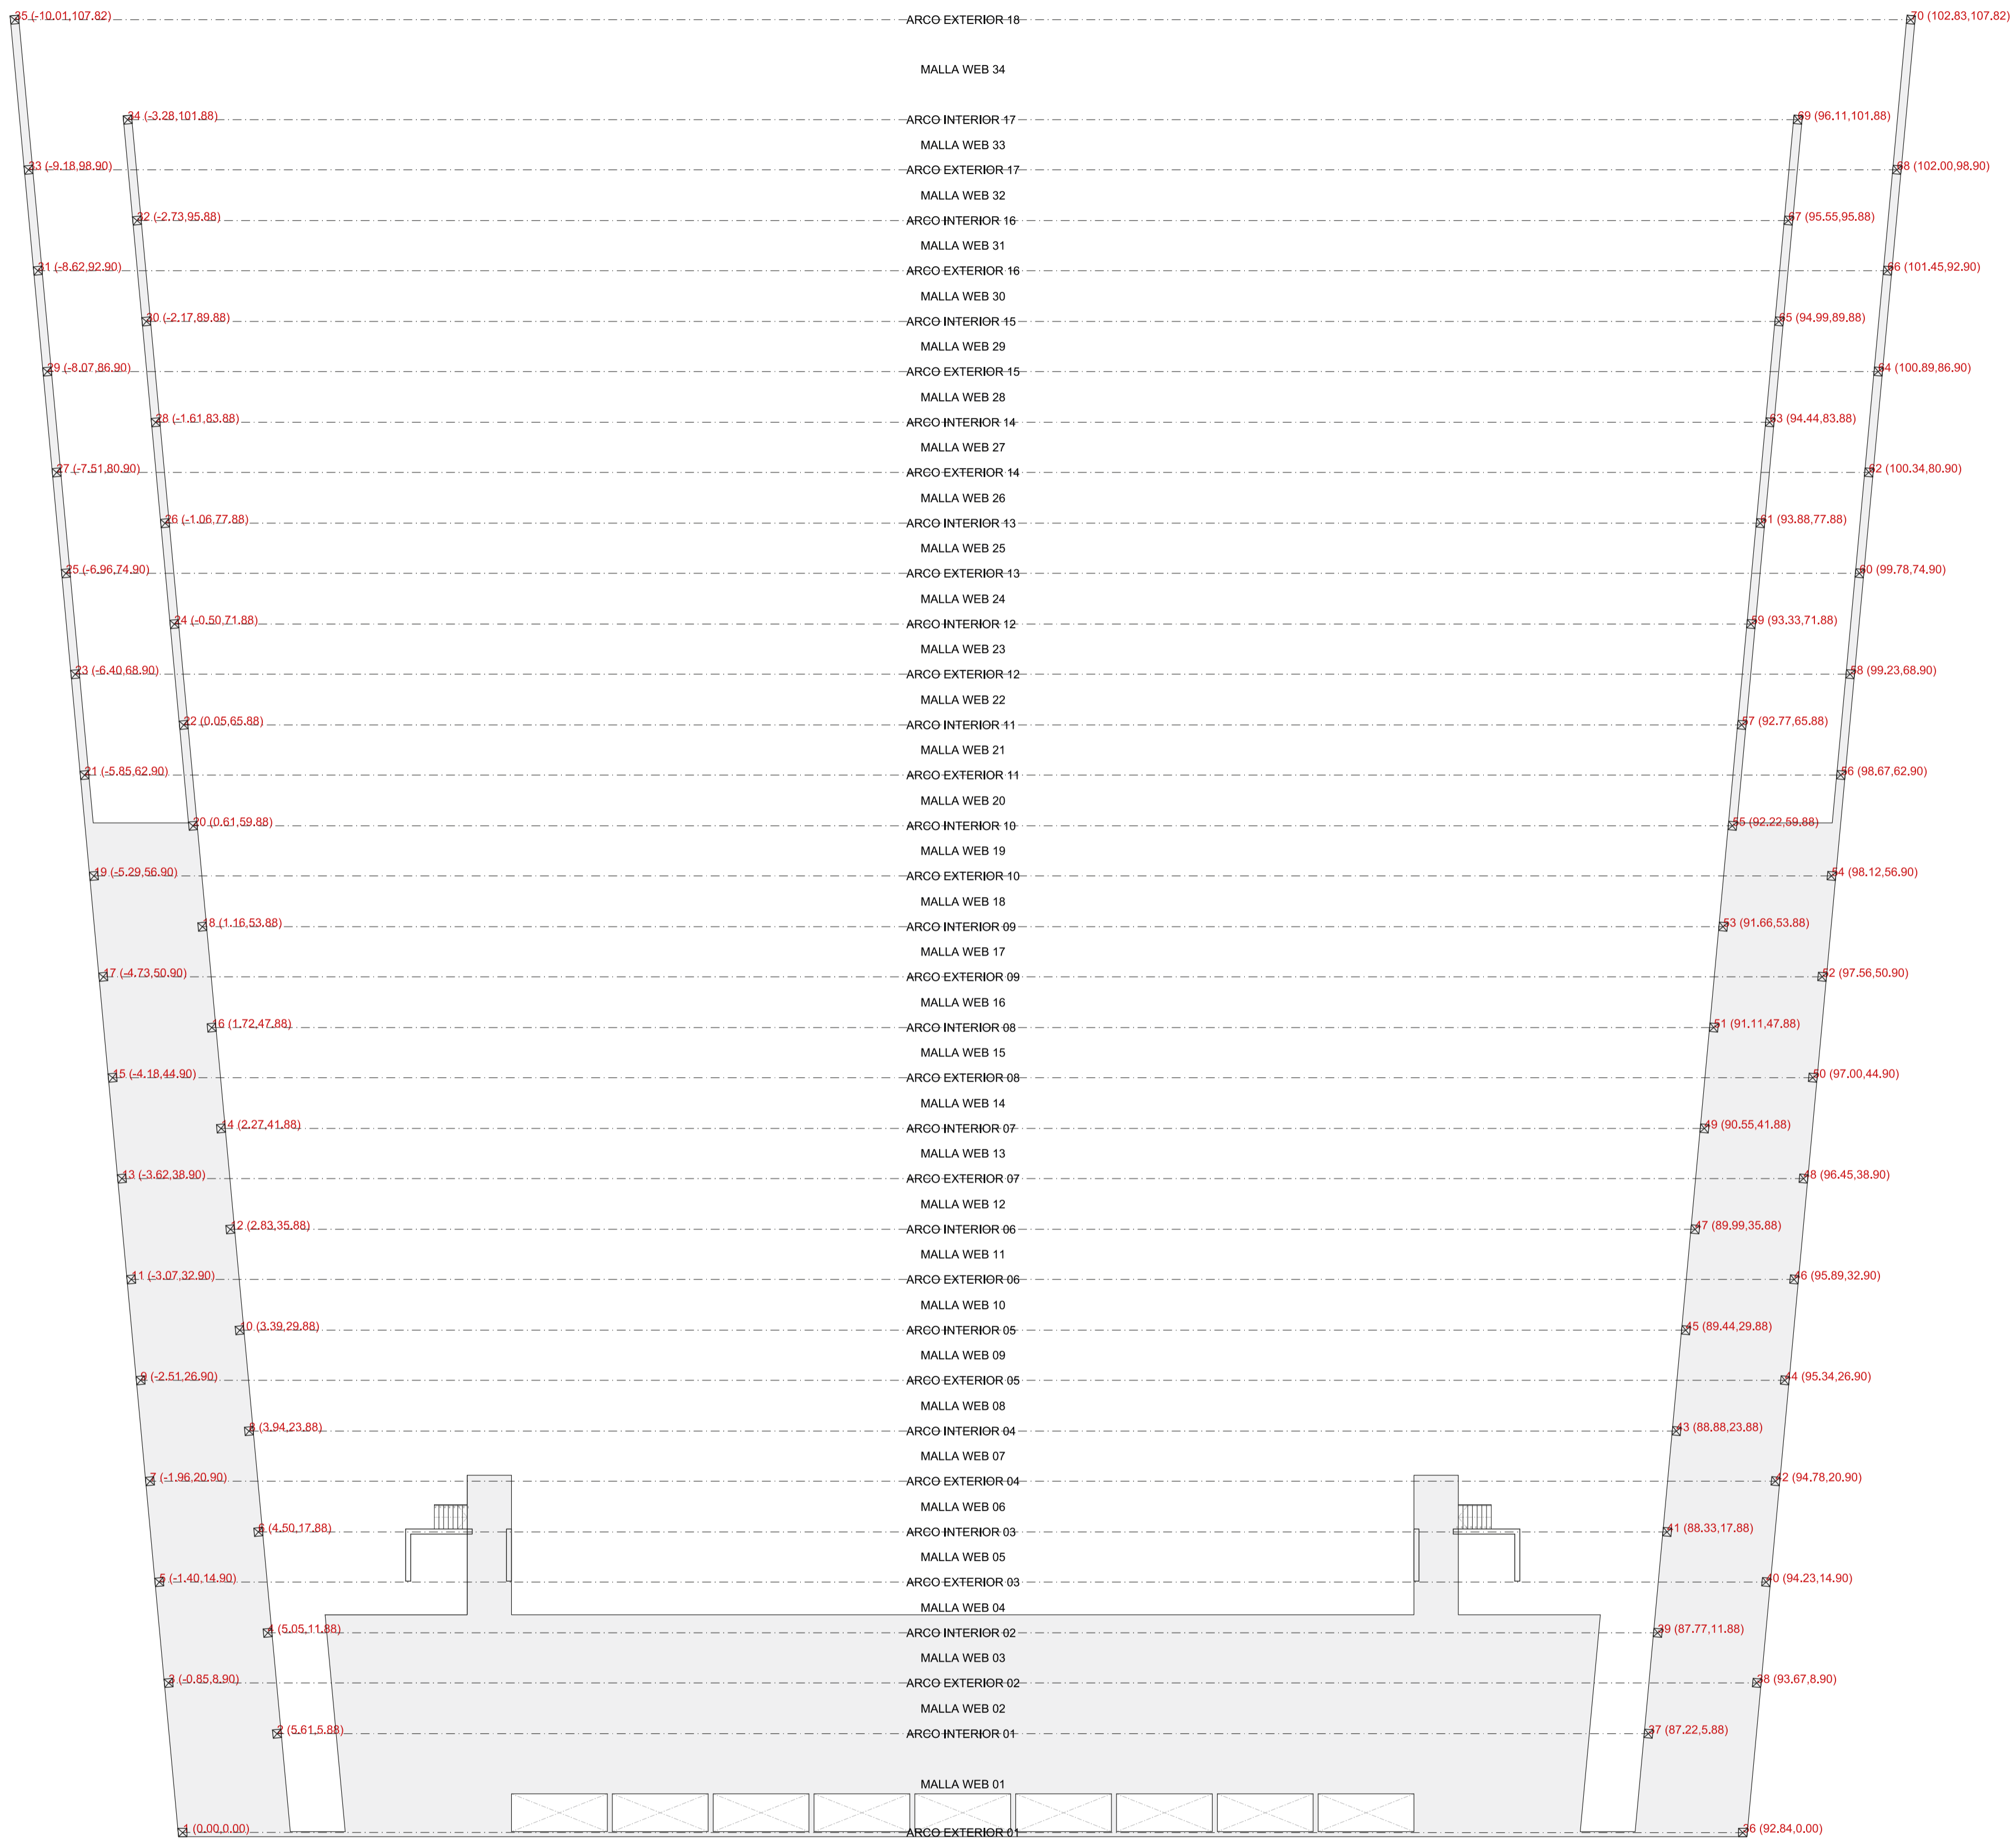 35 (-10.01,107.82) ARCO EXTERIOR 18 70 (102.83,107.82)
MALLA WEB 34
34 (-3.28,101.88) ARCO INTERIOR 17 69 (96.11,101.88)
MALLA WEB 33
33 (-9.18,98.90) ARCO EXTERIOR 17 68 (102.00,98.90)
MALLA WEB 32
32 (-2.73,95.88) ARCO INTERIOR 16 67 (95.55,95.88)
MALLA WEB 31
31 (-8.62,92.90) ARCO EXTERIOR 16 66 (101.45,92.90)
MALLA WEB 30
30 (-2.17,89.88) ARCO INTERIOR 15 65 (94.99,89.88)
MALLA WEB 29
29 (-8.07,86.90) ARCO EXTERIOR 15 64 (100.89,86.90)
MALLA WEB 28
28 (-1.61,83.88) ARCO INTERIOR 14 63 (94.44,83.88)
MALLA WEB 27
27 (-7.51,80.90) ARCO EXTERIOR 14 62 (100.34,80.90)
MALLA WEB 26
26 (-1.06,77.88) ARCO INTERIOR 13 61 (93.88,77.88)
MALLA WEB 25
25 (-6.96,74.90) ARCO EXTERIOR 13 60 (99.78,74.90)
MALLA WEB 24
24 (-0.50,71.88) ARCO INTERIOR 12 59 (93.33,71.88)
MALLA WEB 23
23 (-6.40,68.90) ARCO EXTERIOR 12 58 (99.23,68.90)
MALLA WEB 22
22 (0.05,65.88) ARCO INTERIOR 11 57 (92.77,65.88)
MALLA WEB 21
21 (-5.85,62.90) ARCO EXTERIOR 11 56 (98.67,62.90)
MALLA WEB 20
20 (0.61,59.88) ARCO INTERIOR 10 55 (92.22,59.88)
MALLA WEB 19
19 (-5.29,56.90) ARCO EXTERIOR 10 54 (98.12,56.90)
MALLA WEB 18
18 (1.16,53.88) ARCO INTERIOR 09 53 (91.66,53.88)
MALLA WEB 17
17 (-4.73,50.90) ARCO EXTERIOR 09 52 (97.56,50.90)
MALLA WEB 16
16 (1.72,47.88) ARCO INTERIOR 08 51 (91.11,47.88)
MALLA WEB 15
15 (-4.18,44.90) ARCO EXTERIOR 08 50 (97.00,44.90)
MALLA WEB 14
14 (2.27,41.88) ARCO INTERIOR 07 49 (90.55,41.88)
MALLA WEB 13
13 (-3.62,38.90) ARCO EXTERIOR 07 48 (96.45,38.90)
MALLA WEB 12
12 (2.83,35.88) ARCO INTERIOR 06 47 (89.99,35.88)
MALLA WEB 11
11 (-3.07,32.90) ARCO EXTERIOR 06 46 (95.89,32.90)
MALLA WEB 10
10 (3.39,29.88) ARCO INTERIOR 05 45 (89.44,29.88)
MALLA WEB 09
9 (-2.51,26.90) ARCO EXTERIOR 05 44 (95.34,26.90)
MALLA WEB 08
8 (3.94,23.88) ARCO INTERIOR 04 43 (88.88,23.88)
MALLA WEB 07
7 (-1.96,20.90) ARCO EXTERIOR 04 42 (94.78,20.90)
MALLA WEB 06
6 (4.50,17.88) ARCO INTERIOR 03 41 (88.33,17.88)
MALLA WEB 05
5 (-1.40,14.90) ARCO EXTERIOR 03 40 (94.23,14.90)
MALLA WEB 04
4 (5.05,11.88) ARCO INTERIOR 02 39 (87.77,11.88)
MALLA WEB 03
3 (-0.85,8.90) ARCO EXTERIOR 02 38 (93.67,8.90)
MALLA WEB 02
2 (5.61,5.88) ARCO INTERIOR 01 37 (87.22,5.88)
MALLA WEB 01
1 (0.00,0.00) ARCO EXTERIOR 01 36 (92.84,0.00)